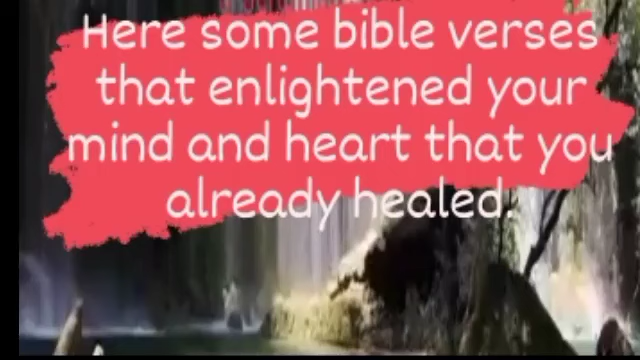 Here some bible verses
that enlightened your
mind and heart that you
already healed.